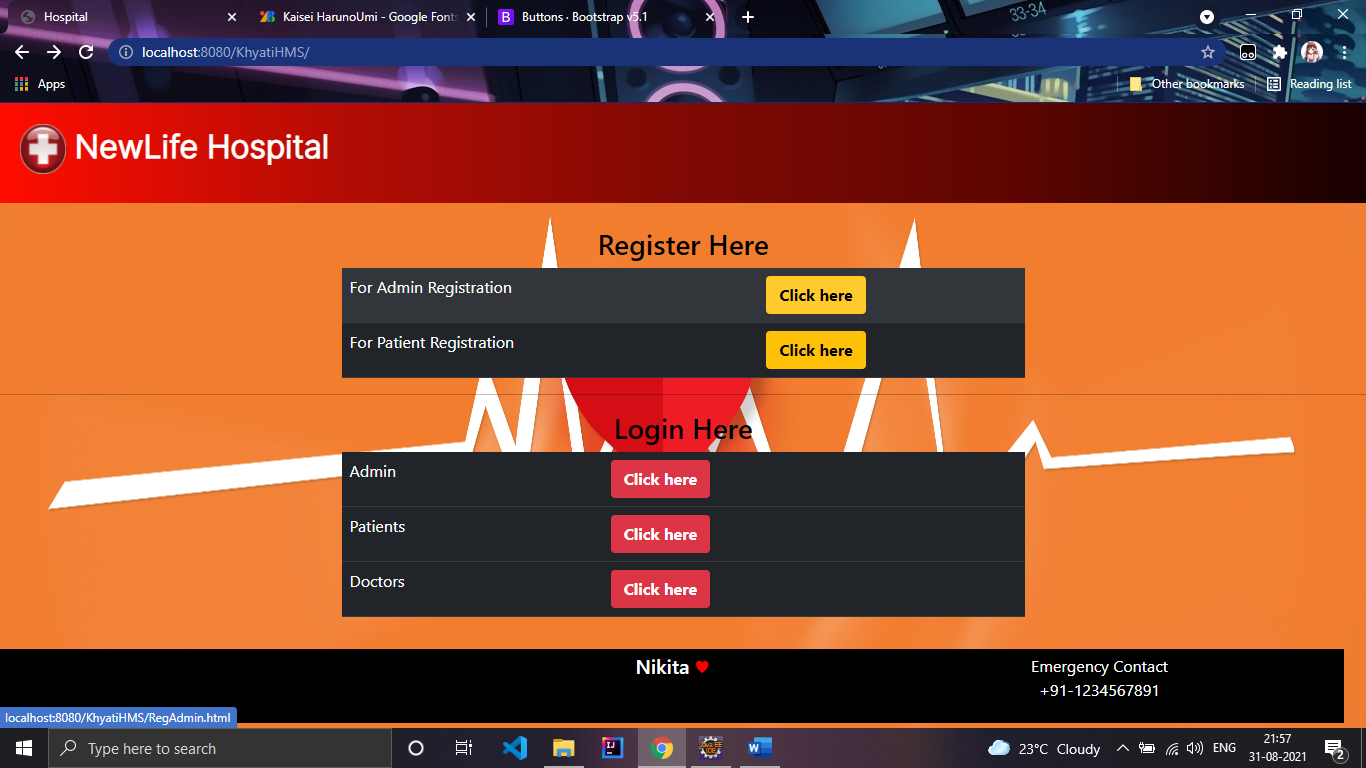 Hospital
Kaisei HarunoUmi - Google Fonts
Buttons · Bootstrap v5.1
33-34
localhost:8080/KhyatiHMS/
Apps
Other bookmarks
Reading list
NewLife Hospital
Register Here
For Admin Registration
Click here
For Patient Registration
Click here
Login Here
Admin
Click here
Patients
Click here
Doctors
Click here
Nikita ♥
Emergency Contact
+91-1234567891
localhost:8080/KhyatiHMS/RegAdmin.html
Type here to search
23°C Cloudy
ENG
21:57
31-08-2021
2